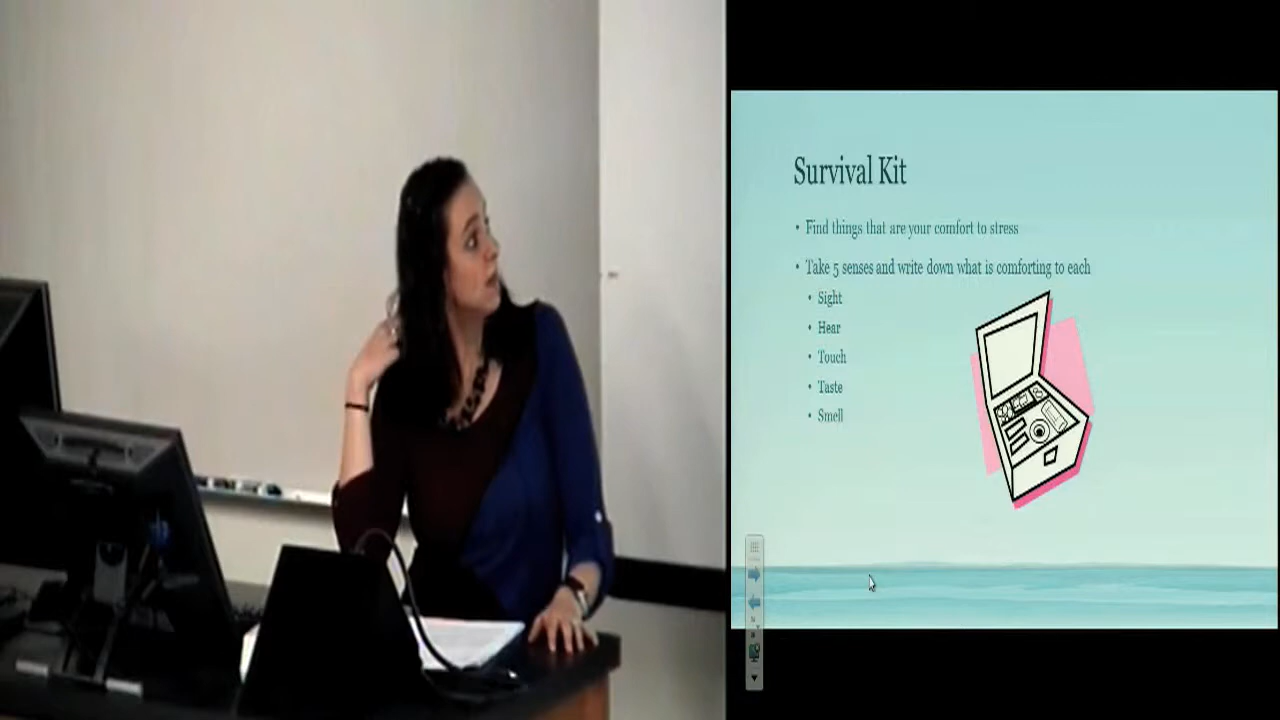 Survival Kit
• Find things that are your comfort to stress
• Take 5 senses and write down what is comforting to each
• Sight
• Hear
• Touch
• Taste
• Smell